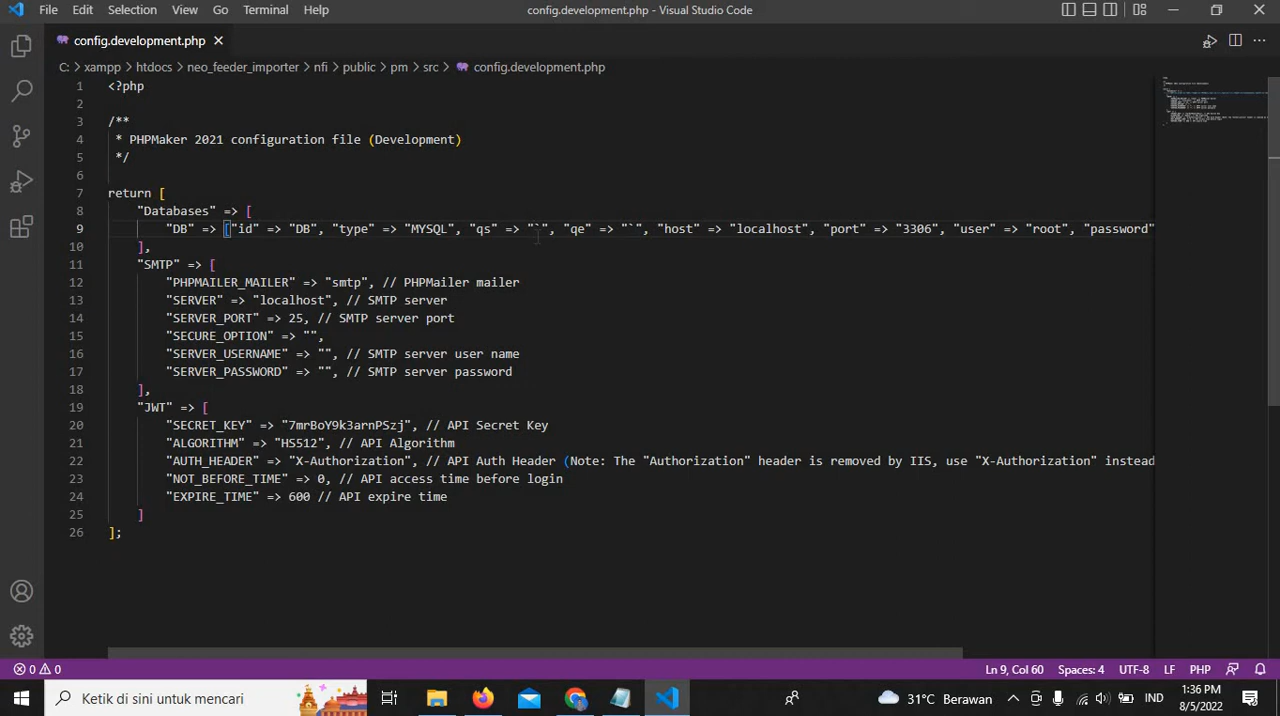 File Edit Selection View Go Terminal Help
config.development.php - Visual Studio Code
config.development.php
C: > xampp > htdocs > neo_feeder_importer > nfi > public > pm > src > config.development.php
1 <?php
2
3 /**
4 * PHPMaker 2021 configuration file (Development)
5 */
6
7 return [
8 "Databases" => [
9 "DB" => ["id" => "DB", "type" => "MYSQL", "qs" => "`", "qe" => "`", "host" => "localhost", "port" => "3306", "user" => "root", "password"
10 ],
11 "SMTP" => [
12 "PHPMAILER_MAILER" => "smtp", // PHPMailer mailer
13 "SERVER" => "localhost", // SMTP server
14 "SERVER_PORT" => 25, // SMTP server port
15 "SECURE_OPTION" => "",
16 "SERVER_USERNAME" => "", // SMTP server user name
17 "SERVER_PASSWORD" => "", // SMTP server password
18 ],
19 "JWT" => [
20 "SECRET_KEY" => "7mrBoY9k3arnPSzj", // API Secret Key
21 "ALGORITHM" => "HS512", // API Algorithm
22 "AUTH_HEADER" => "X-Authorization", // API Auth Header (Note: The "Authorization" header is removed by IIS, use "X-Authorization" instead
23 "NOT_BEFORE_TIME" => 0, // API access time before login
24 "EXPIRE_TIME" => 600 // API expire time
25 ]
26 ];
0 0
Ln 9, Col 60 Spaces: 4 UTF-8 LF PHP
Ketik di sini untuk mencari
31°C Berawan
IND
1:36 PM
8/5/2022